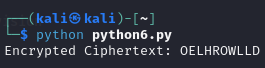 ┌──(kali㉿kali)-[~]
└─$ python python6.py
Encrypted Ciphertext: OELHROWLLD